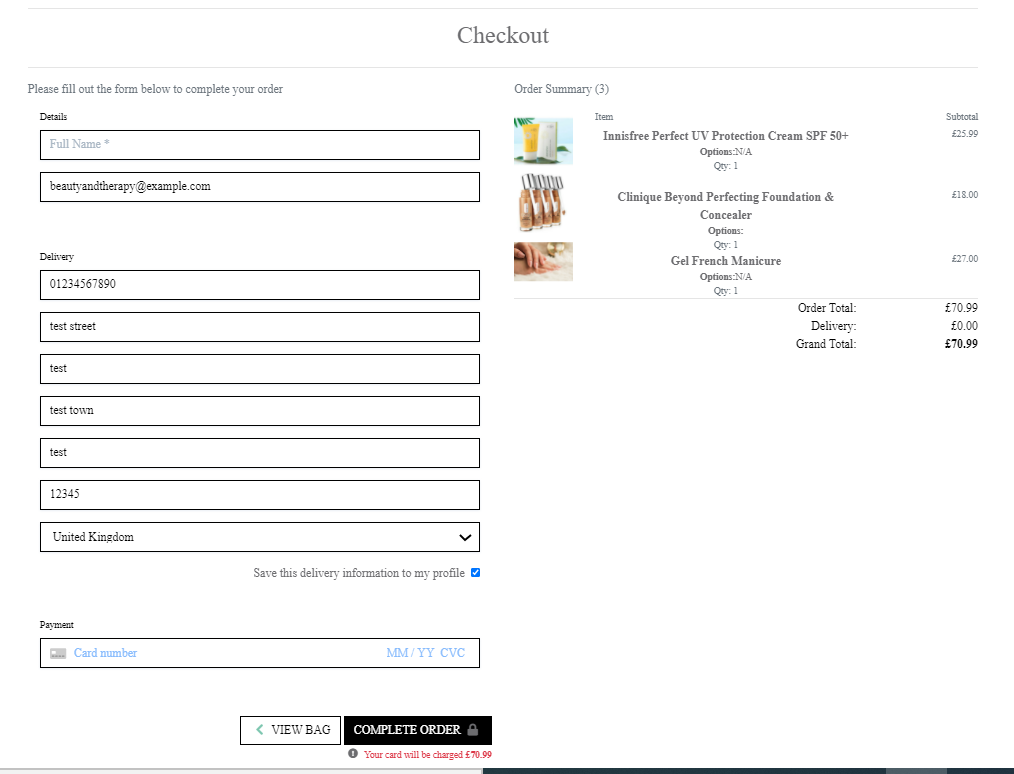 Checkout
Please fill out the form below to complete your order
Details
Full Name *
beautyandtherapy@example.com
Delivery
01234567890
test street
test
test town
test
12345
United Kingdom
Save this delivery information to my profile
Payment
Card number MM / YY CVC
VIEW BAG COMPLETE ORDER
Your card will be charged £70.99
Order Summary (3)
Item Subtotal
Innisfree Perfect UV Protection Cream SPF 50+ £25.99
Options:N/A
Qty: 1
Clinique Beyond Perfecting Foundation & £18.00
Concealer
Options:
Qty: 1
Gel French Manicure £27.00
Options:N/A
Qty: 1
Order Total: £70.99
Delivery: £0.00
Grand Total: £70.99